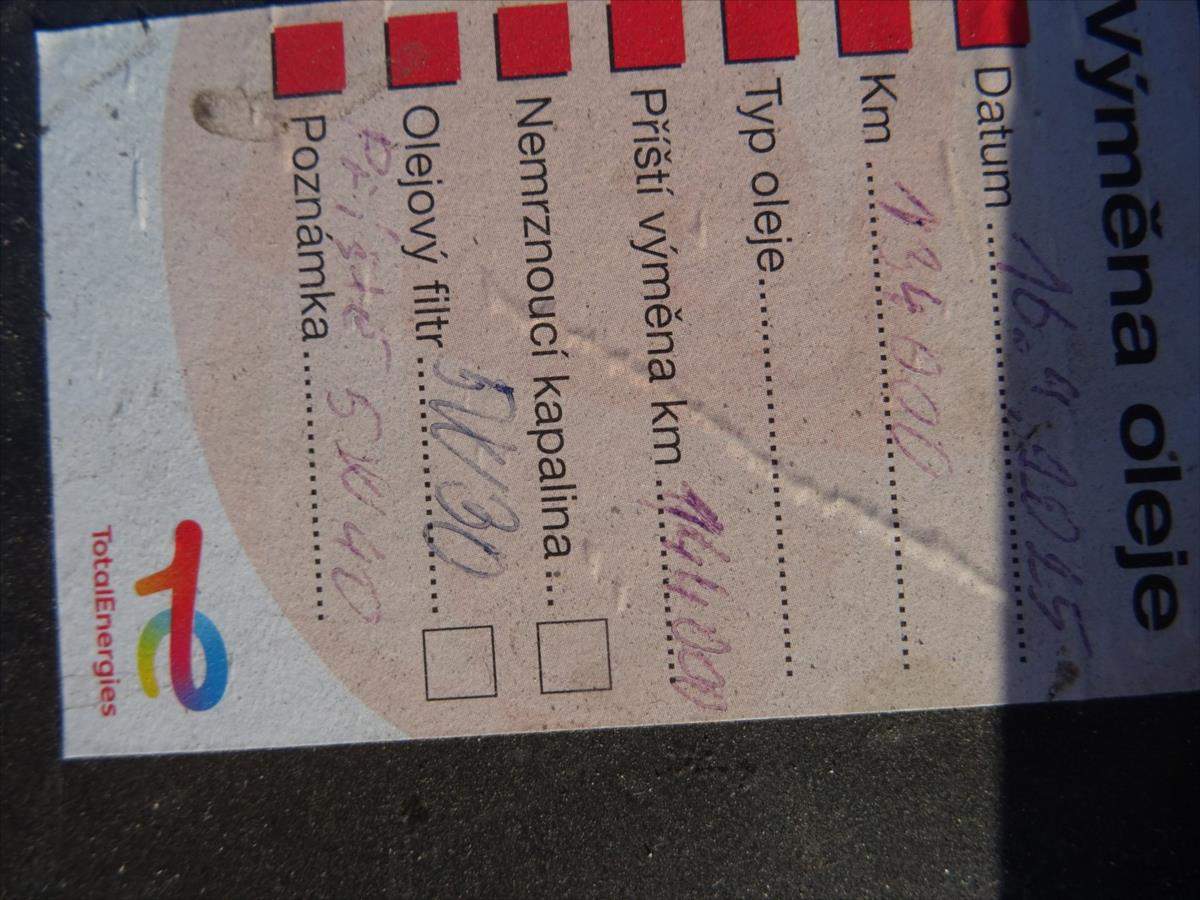 výměna oleje
Datum 16.9.2025
Km 134000
Typ oleje
Příští výměna km 144000
Nemrznoucí kapalina
Olejový filtr 5W30
Příště 5W40
Poznámka
TotalEnergies